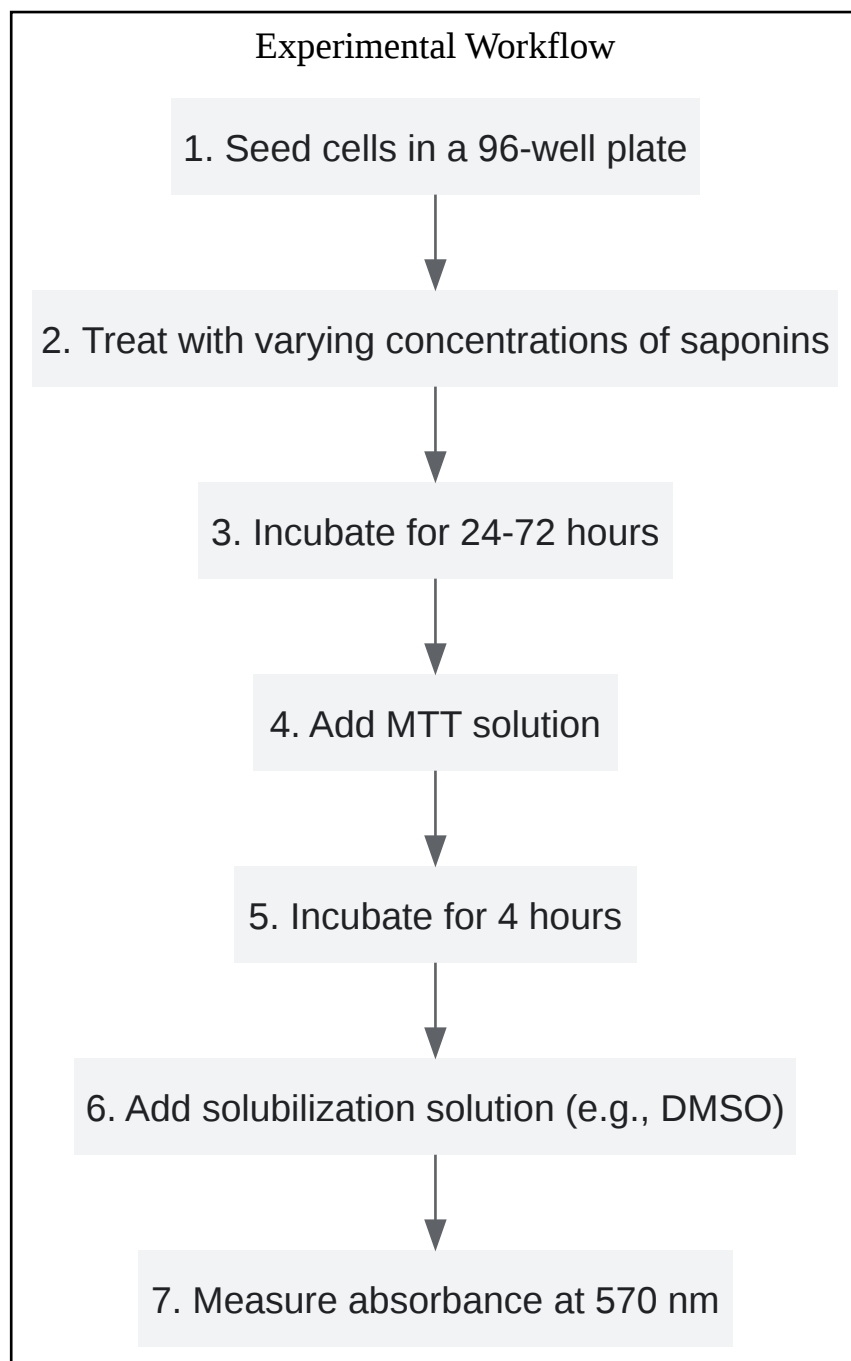 Experimental Workflow
1. Seed cells in a 96-well plate
2. Treat with varying concentrations of saponins
3. Incubate for 24-72 hours
4. Add MTT solution
5. Incubate for 4 hours
6. Add solubilization solution (e.g., DMSO)
7. Measure absorbance at 570 nm